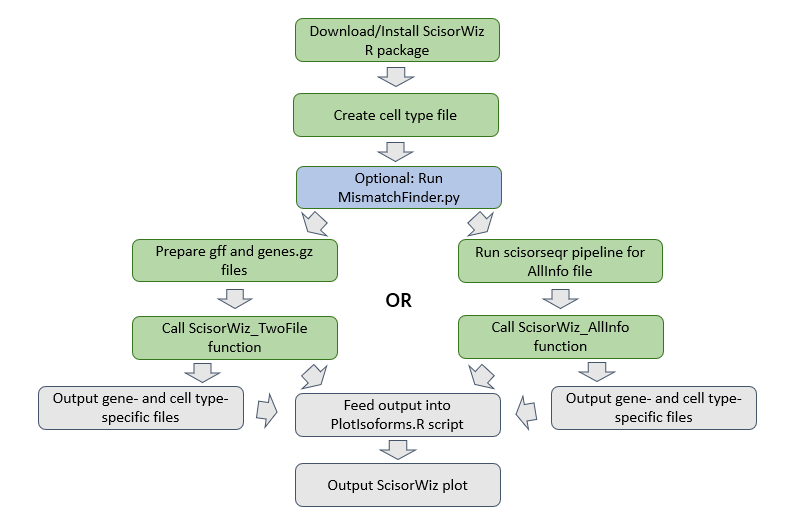 Download/Install ScisorWiz
R package
Create cell type file
Optional: Run
MismatchFinder.py
Prepare gff and genes.gz
files
Run scisorseqr pipeline for
AllInfo file
OR
Call ScisorWiz_TwoFile
function
Call ScisorWiz_AllInfo
function
Output gene- and cell type-
specific files
Feed output into
PlotIsoforms.R script
Output gene- and cell type-
specific files
Output ScisorWiz plot